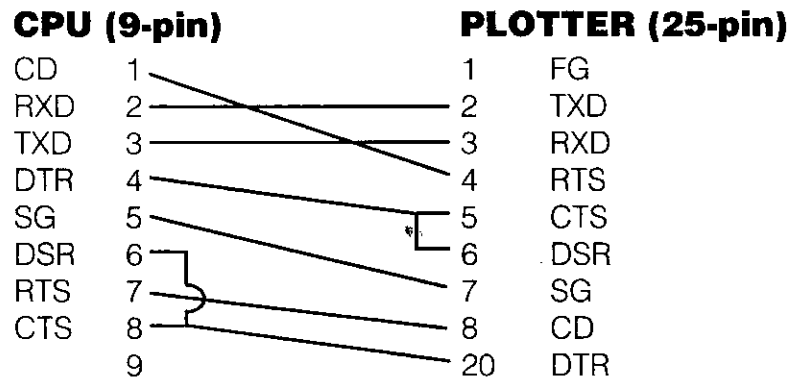 CPU (9-pin) PLOTTER (25-pin)
CD 1 1 FG
RXD 2 2 TXD
TXD 3 3 RXD
DTR 4 4 RTS
SG 5 5 CTS
DSR 6 6 DSR
RTS 7 7 SG
CTS 8 8 CD
9 20 DTR